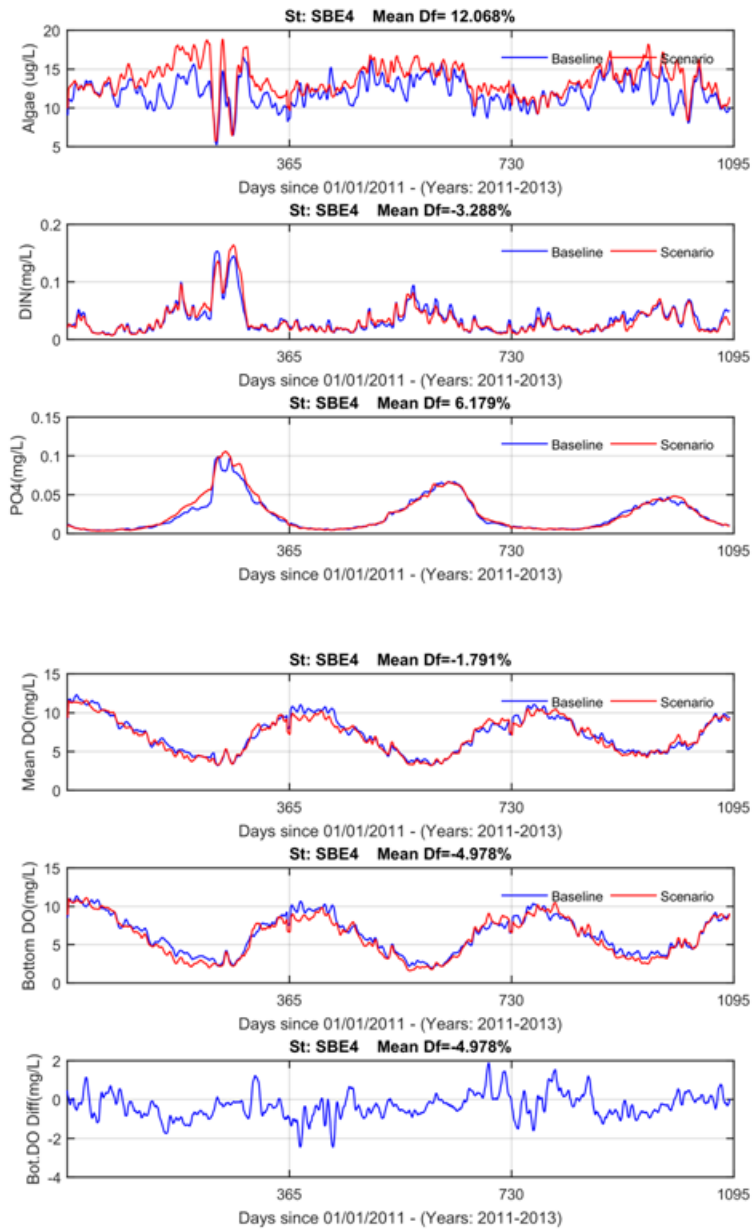 St: SBE4 Mean Df= 12.068%
20
15
10
5
Algae (ug/L)
Baseline Scenario
365 730 1095
Days since 01/01/2011 - (Years: 2011-2013)
St: SBE4 Mean Df=-3.288%
0.2
0.1
0
DIN(mg/L)
Baseline Scenario
365 730 1095
Days since 01/01/2011 - (Years: 2011-2013)
St: SBE4 Mean Df= 6.179%
0.15
0.1
0.05
0
PO4(mg/L)
Baseline Scenario
365 730 1095
Days since 01/01/2011 - (Years: 2011-2013)
St: SBE4 Mean Df=-1.791%
15
10
5
0
Mean DO(mg/L)
Baseline Scenario
365 730 1095
Days since 01/01/2011 - (Years: 2011-2013)
St: SBE4 Mean Df=-4.978%
15
10
5
0
Bottom DO(mg/L)
Baseline Scenario
365 730 1095
Days since 01/01/2011 - (Years: 2011-2013)
St: SBE4 Mean Df=-4.978%
2
0
-2
-4
Bot.DO Diff(mg/L)
365 730 1095
Days since 01/01/2011 - (Years: 2011-2013)